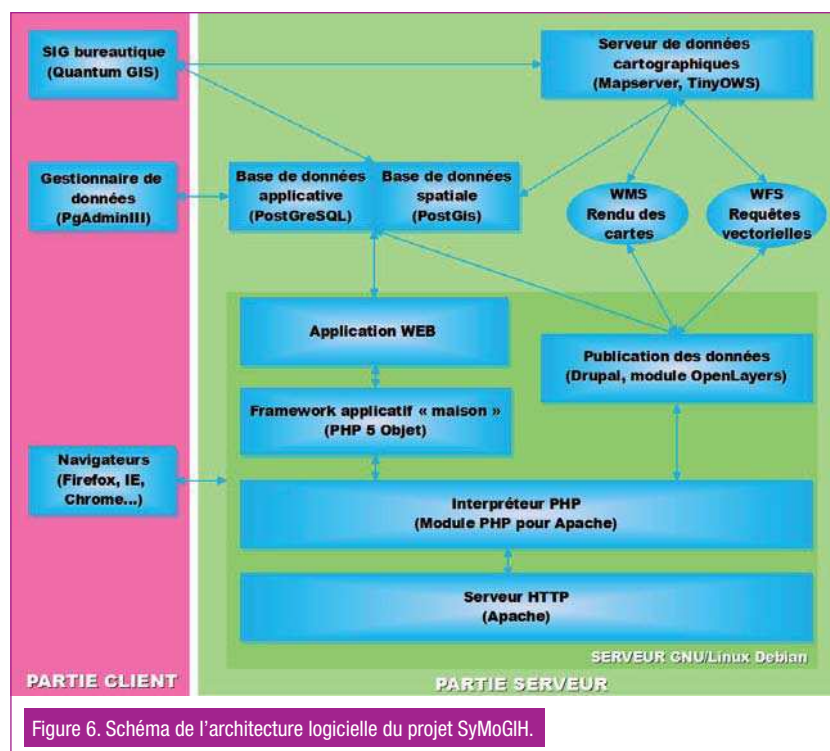 SIG bureautique
(Quantum GIS)
Serveur de données
cartographiques
(Mapserver, TinyOWS)
Gestionnaire de
données
(PgAdminIII)
Base de données
applicative
(PostGreSQL)
Base de données
spatiale
(PostGis)
WMS
Rendu des
cartes
WFS
Requêtes
vectorielles
Application WEB
Publication des données
(Drupal, module OpenLayers)
Framework applicatif « maison »
(PHP 5 Objet)
Navigateurs
(Firefox, IE,
Chrome...)
Interpréteur PHP
(Module PHP pour Apache)
Serveur HTTP
(Apache)
SERVEUR GNU/Linux Debian
PARTIE CLIENT
PARTIE SERVEUR
Figure 6. Schéma de l'architecture logicielle du projet SyMoGIH.